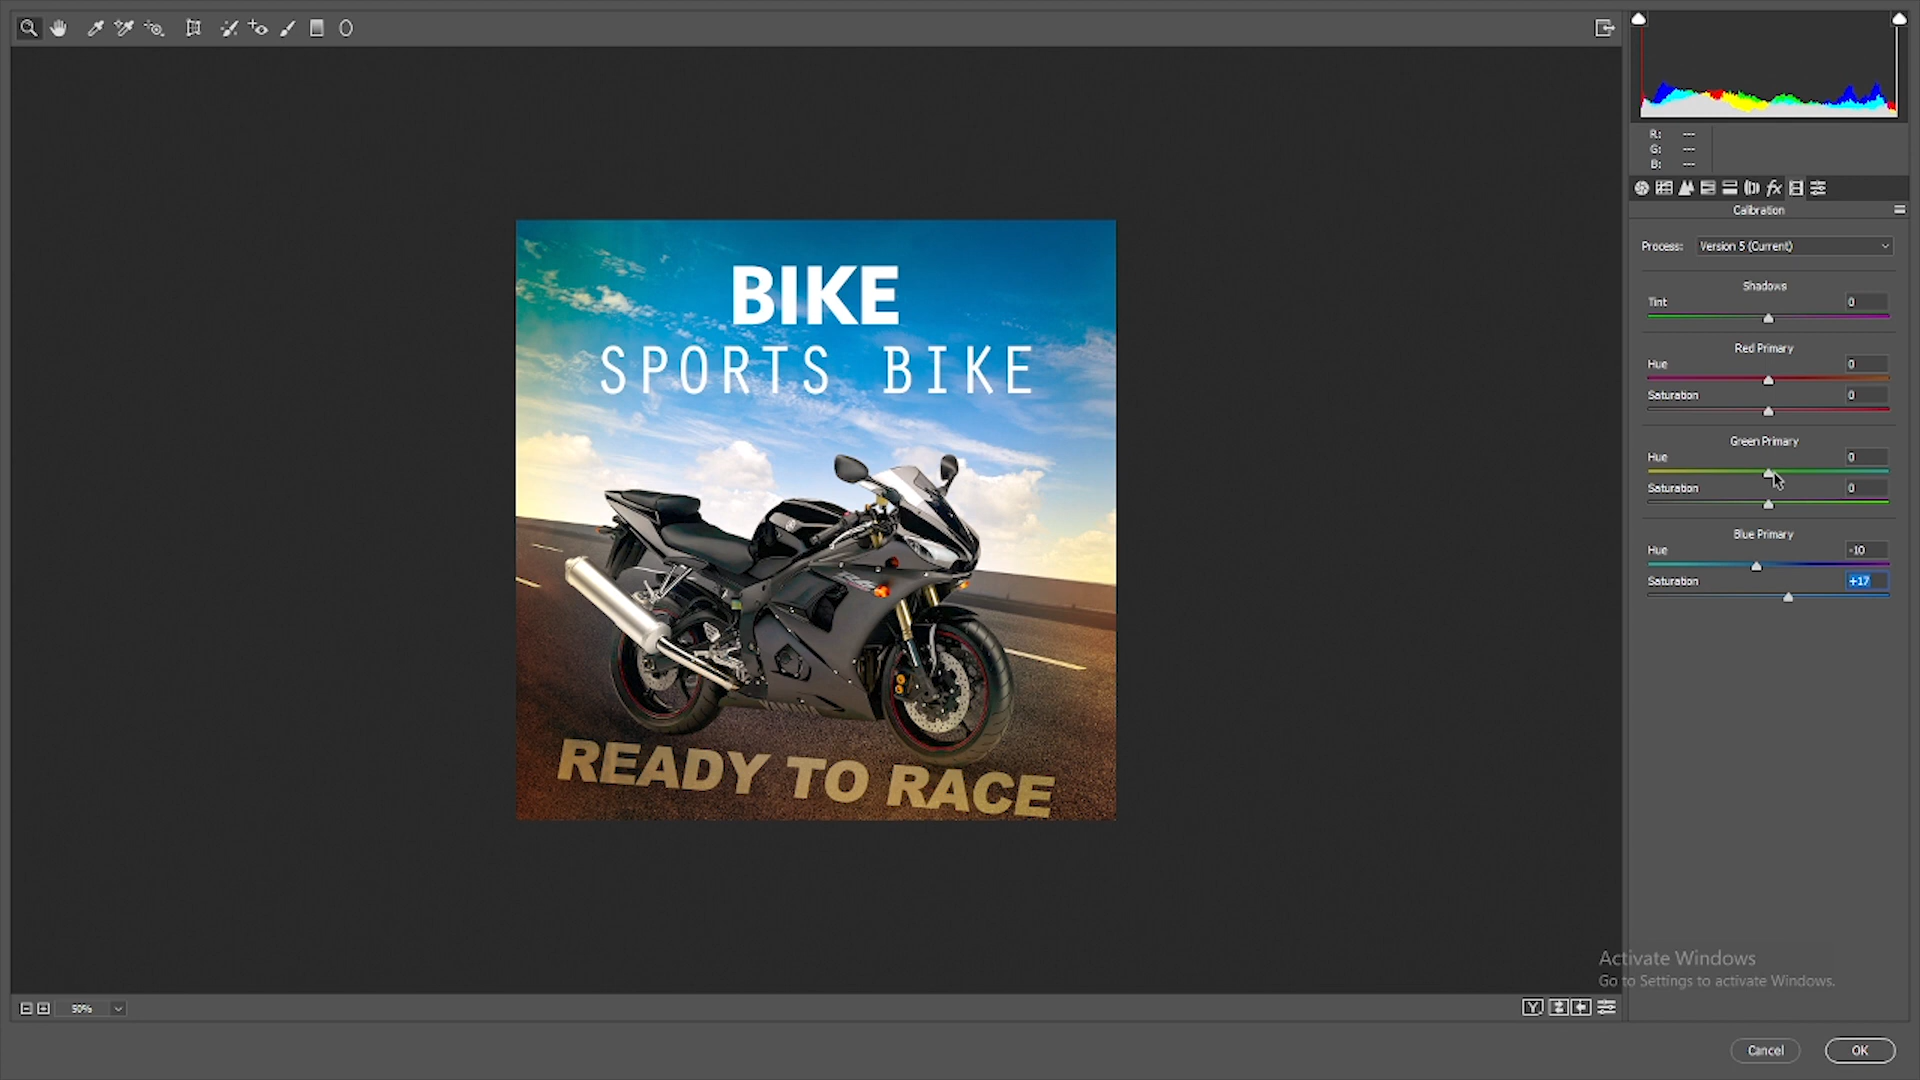 BIKE
SPORTS BIKE
READY TO RACE
R: ---
G: ---
B: ---
fx
Calibration
Process: Version 5 (Current)
Shadows
Tint 0
Red Primary
Hue 0
Saturation 0
Green Primary
Hue 0
Saturation 0
Blue Primary
Hue -10
Saturation +17
Activate Windows
Go to Settings to activate Windows.
50%
Y
Cancel OK